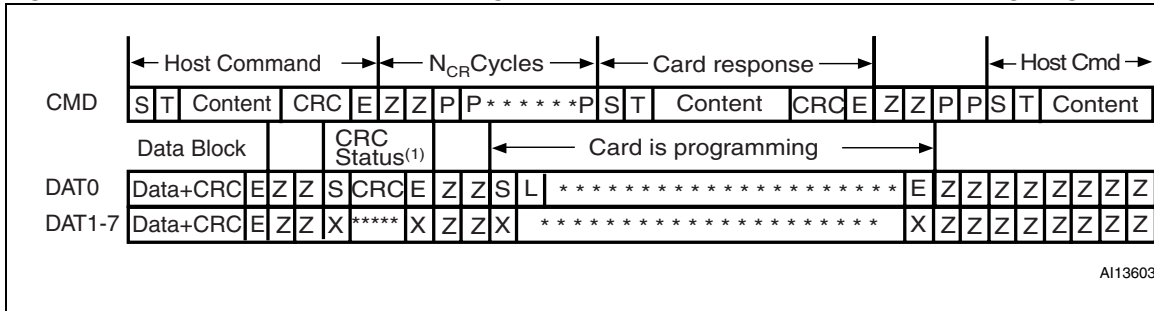 Host Command N_CR Cycles Card response Host Cmd
CMD S T Content CRC E Z Z P P * * * * * * P S T Content CRC E Z Z P P S T Content
Data Block CRC Status(1) Card is programming
DAT0 Data+CRC E Z Z S CRC E Z Z S L * * * * * * * * * * * * * * * * * * * * * * E Z Z Z Z Z Z Z Z
DAT1-7 Data+CRC E Z Z X ***** X Z Z X * * * * * * * * * * * * * * * * * * * * * * X Z Z Z Z Z Z Z Z
AI13603